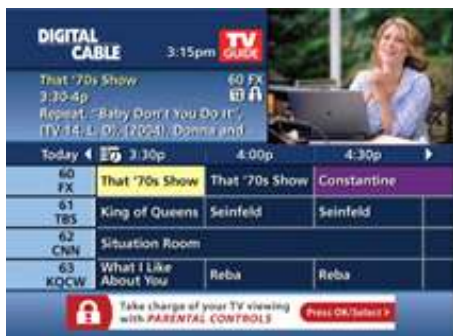 DIGITAL
CABLE
3:15pm
TV
GUIDE
That '70s Show 60 FX
3:30-4p
Repeat. "Baby Don't You
Do It",
(TV-14, L, D), (2004). Donna and
Today 3:30p 4:00p 4:30p
60
FX
That '70s Show That '70s Show Constantine
61
TBS
King of Queens Seinfeld Seinfeld
62
CNN
Situation Room
63
KQCW
What I Like
About You
Reba Reba
Take charge of your TV viewing
with PARENTAL CONTROLS
Press OK/Select